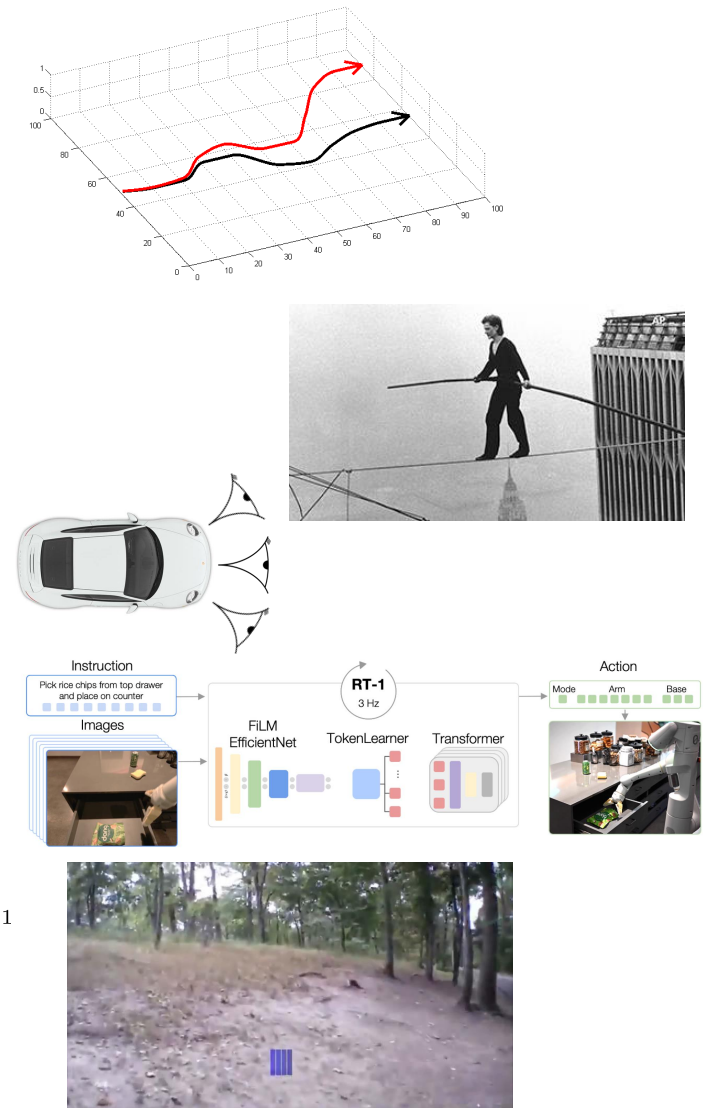 1
0.5
0
100
80
60
40
20
0
0
10
20
30
40
50
60
70
80
90
100
AP
Instruction
Pick rice chips from top drawer
and place on counter
Images
RT-1
3 Hz
FiLM
EfficientNet
TokenLearner
Transformer
Action
Mode Arm Base
1